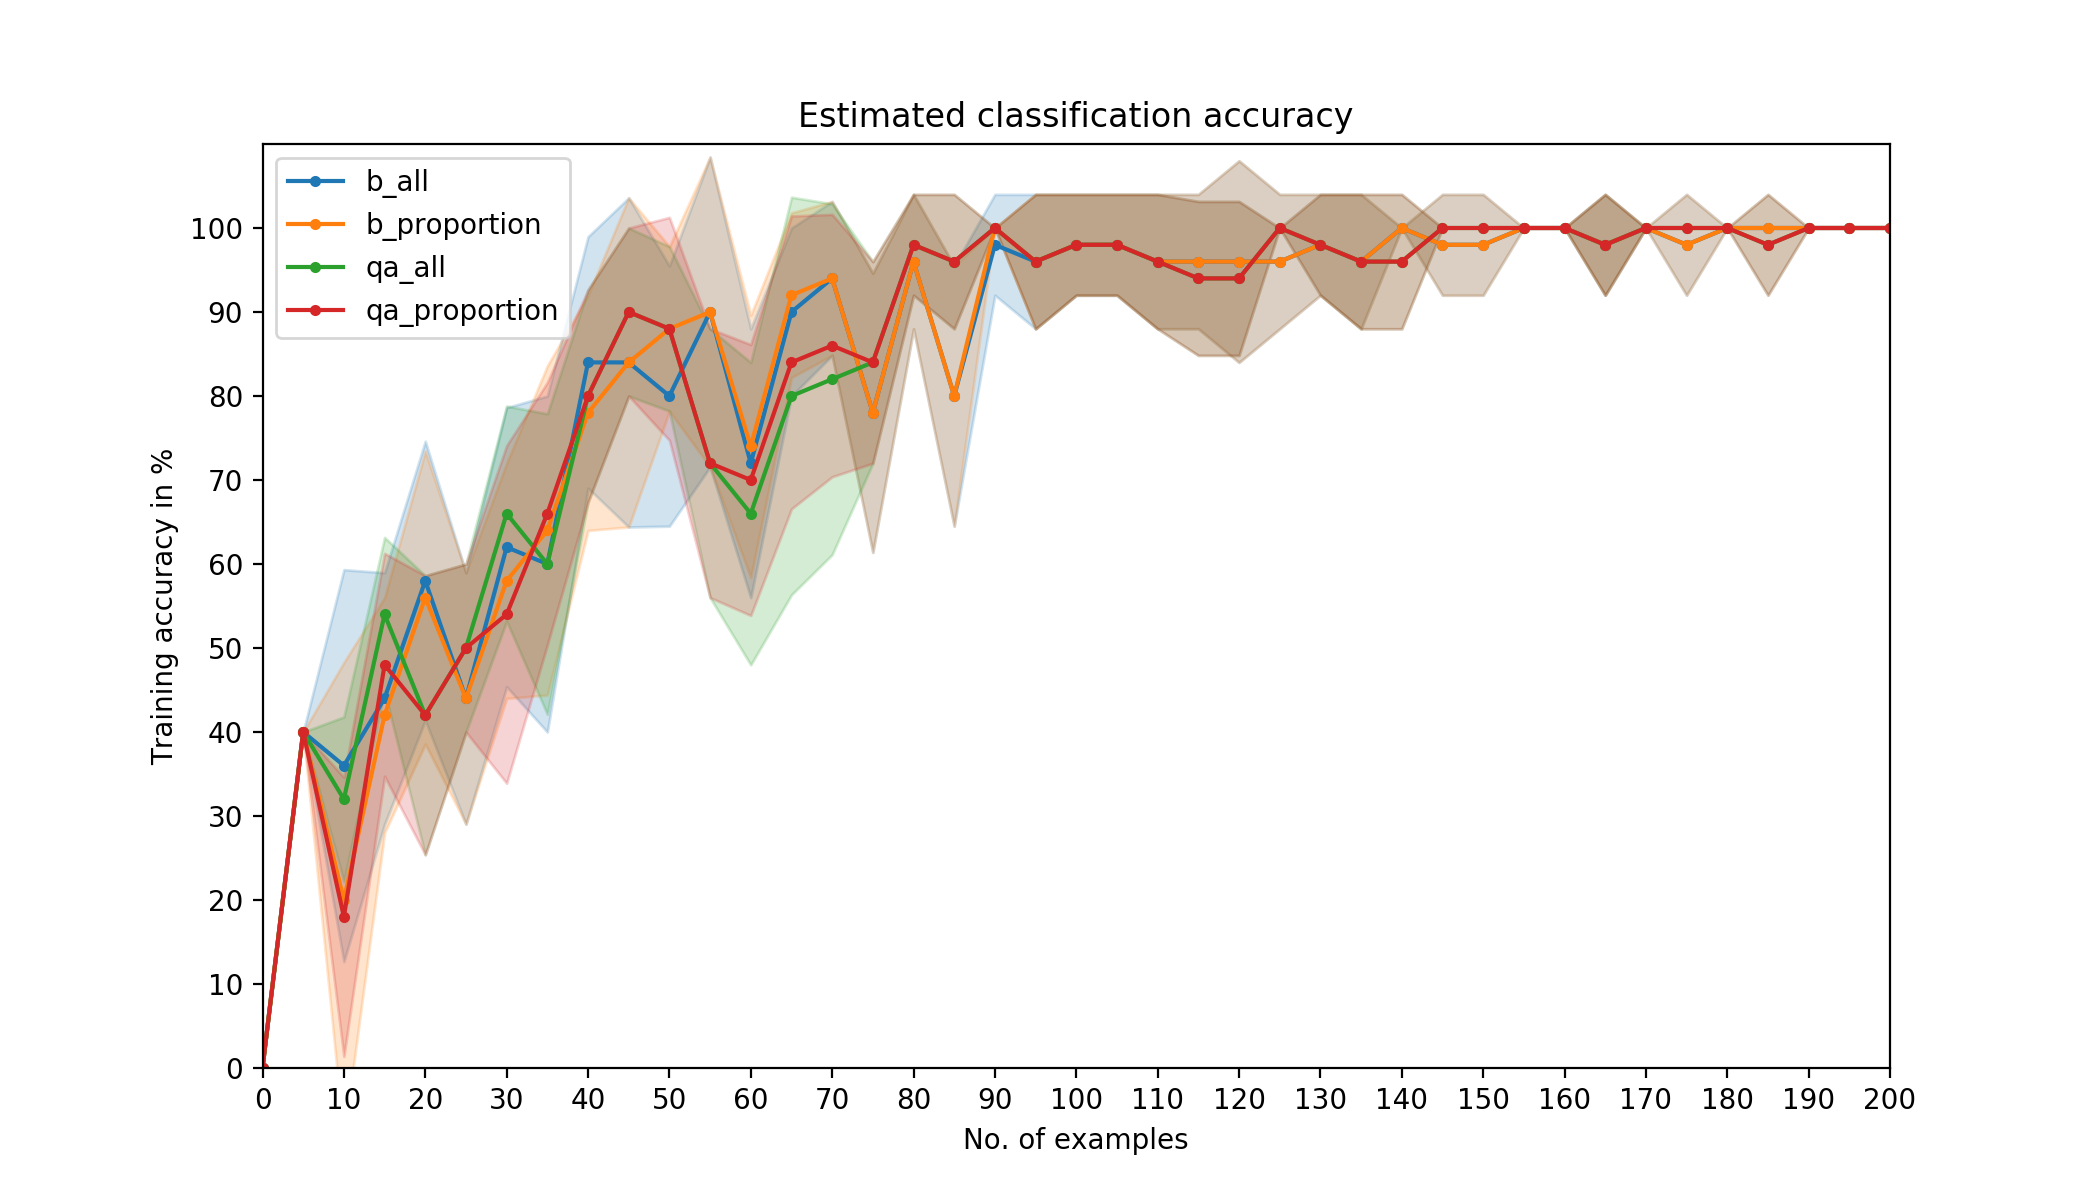 Estimated classification accuracy
b_all
b_proportion
qa_all
qa_proportion
Training accuracy in %
100
90
80
70
60
50
40
30
20
10
0
0 10 20 30 40 50 60 70 80 90 100 110 120 130 140 150 160 170 180 190 200
No. of examples